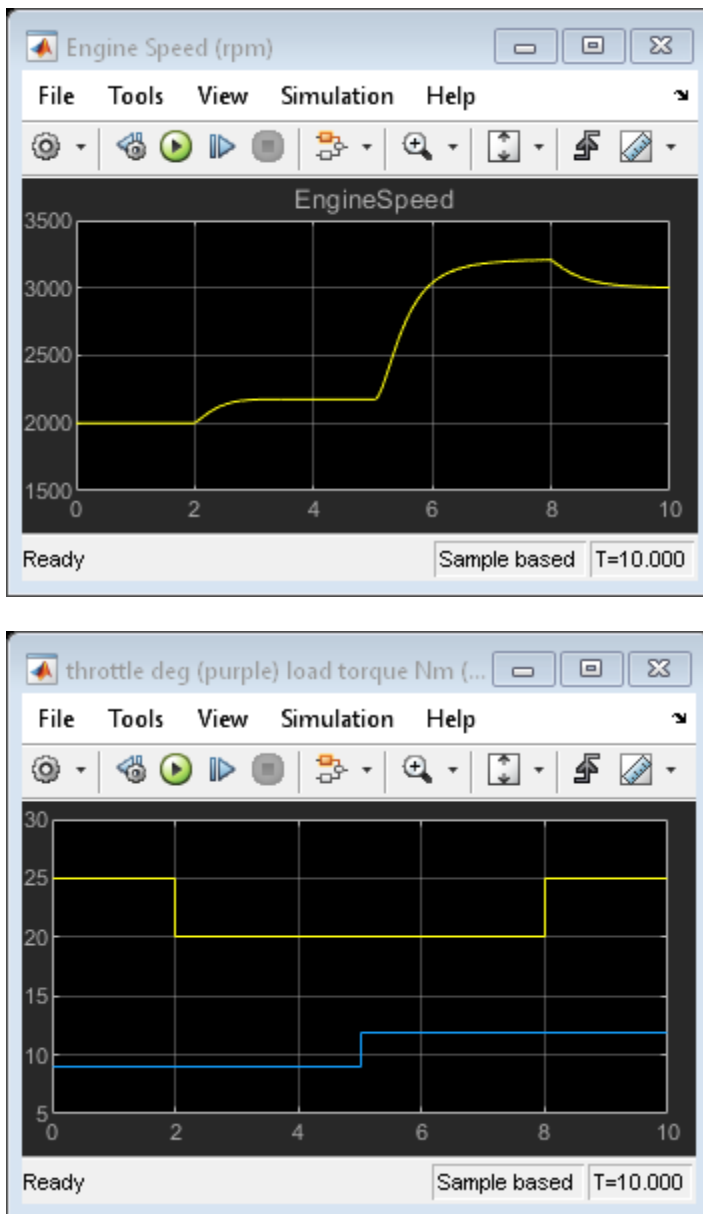 Engine Speed (rpm)
File Tools View Simulation Help
EngineSpeed
3500
3000
2500
2000
1500
0 2 4 6 8 10
Ready Sample based T=10.000
throttle deg (purple) load torque Nm (...
File Tools View Simulation Help
30
25
20
15
10
5
0 2 4 6 8 10
Ready Sample based T=10.000